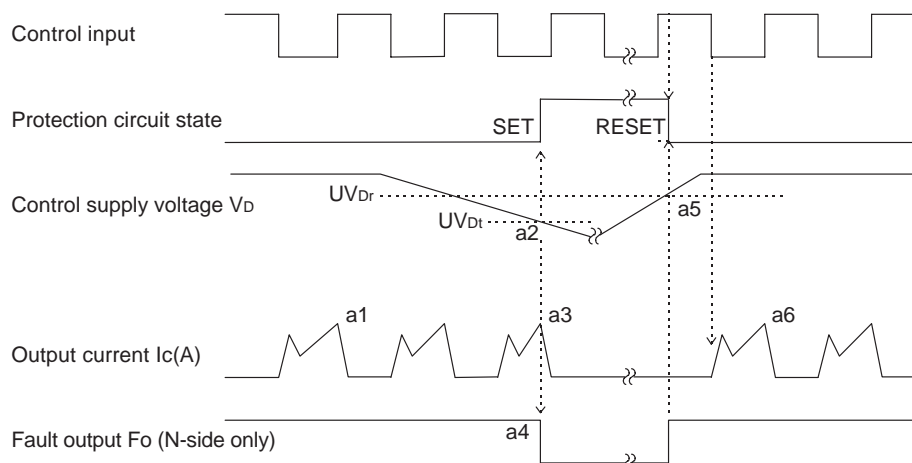 Control input
Protection circuit state
SET
RESET
Control supply voltage VD
UVDr
UVDt
a2
a5
a1
a3
a6
Output current Ic(A)
Fault output Fo (N-side only)
a4